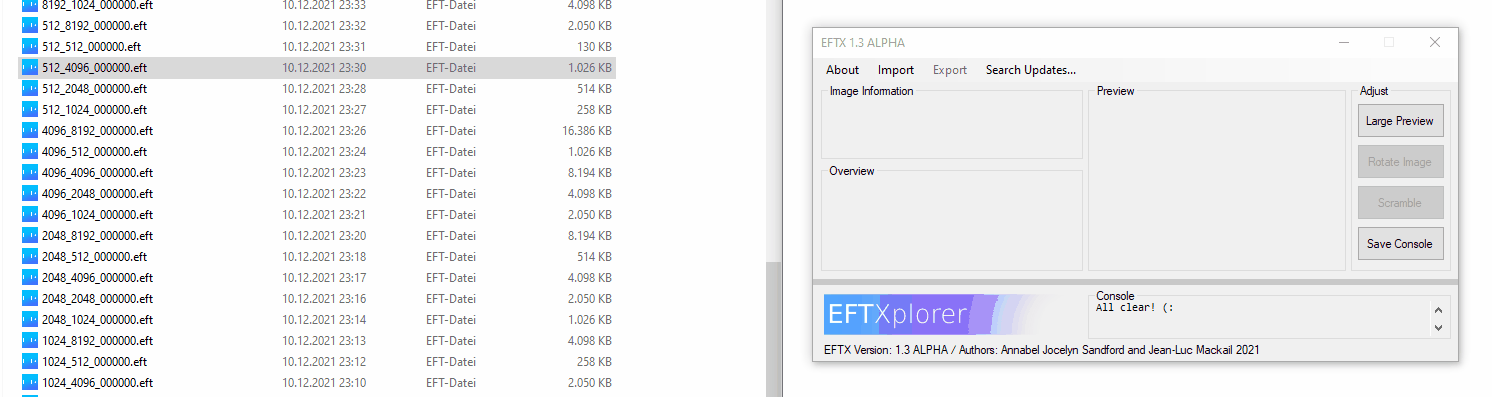 8192_1024_000000.eft 10.12.2021 23:33 EFT-Datei 4.098 KB
512_8192_000000.eft 10.12.2021 23:32 EFT-Datei 2.050 KB
512_512_000000.eft 10.12.2021 23:31 EFT-Datei 130 KB
512_4096_000000.eft 10.12.2021 23:30 EFT-Datei 1.026 KB
512_2048_000000.eft 10.12.2021 23:28 EFT-Datei 514 KB
512_1024_000000.eft 10.12.2021 23:27 EFT-Datei 258 KB
4096_8192_000000.eft 10.12.2021 23:26 EFT-Datei 16.386 KB
4096_512_000000.eft 10.12.2021 23:24 EFT-Datei 1.026 KB
4096_4096_000000.eft 10.12.2021 23:23 EFT-Datei 8.194 KB
4096_2048_000000.eft 10.12.2021 23:22 EFT-Datei 4.098 KB
4096_1024_000000.eft 10.12.2021 23:21 EFT-Datei 2.050 KB
2048_8192_000000.eft 10.12.2021 23:20 EFT-Datei 8.194 KB
2048_512_000000.eft 10.12.2021 23:18 EFT-Datei 514 KB
2048_4096_000000.eft 10.12.2021 23:17 EFT-Datei 4.098 KB
2048_2048_000000.eft 10.12.2021 23:16 EFT-Datei 2.050 KB
2048_1024_000000.eft 10.12.2021 23:14 EFT-Datei 1.026 KB
1024_8192_000000.eft 10.12.2021 23:13 EFT-Datei 4.098 KB
1024_512_000000.eft 10.12.2021 23:12 EFT-Datei 258 KB
1024_4096_000000.eft 10.12.2021 23:10 EFT-Datei 2.050 KB
EFTX 1.3 ALPHA
About Import Export Search Updates...
Image Information
Overview
Preview
Adjust
Large Preview
Rotate Image
Scramble
Save Console
EFTXplorer
Console
All clear! (:
EFTX Version: 1.3 ALPHA / Authors: Annabel Jocelyn Sandford and Jean-Luc Mackail 2021